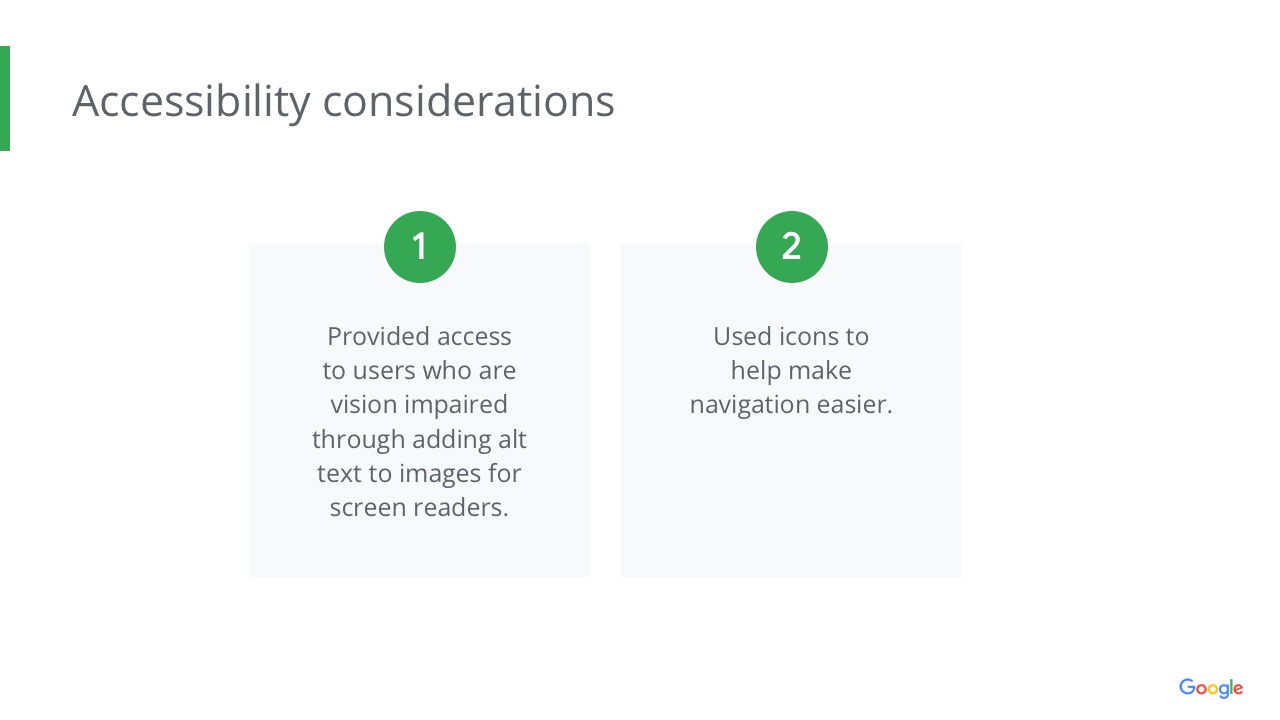 Accessibility considerations
1
Provided access
to users who are
vision impaired
through adding alt
text to images for
screen readers.
2
Used icons to
help make
navigation easier.
Google